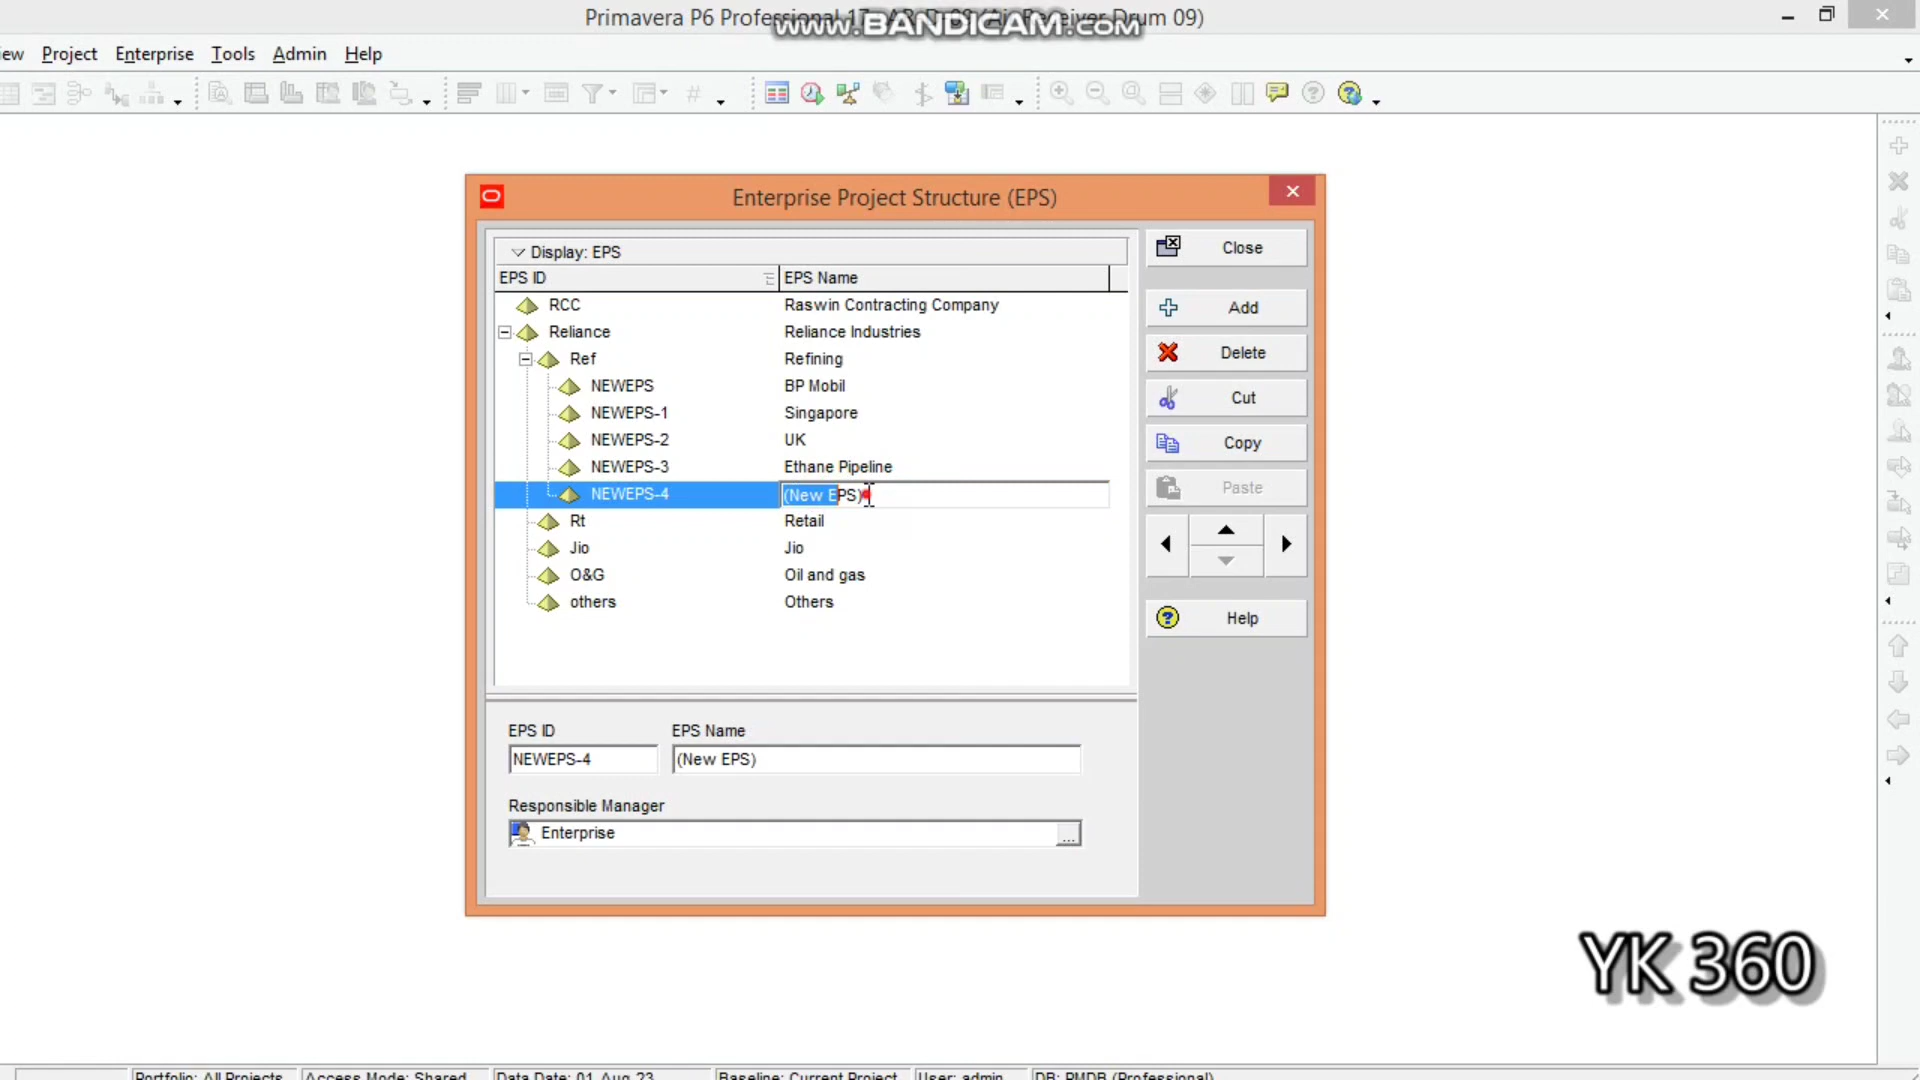 Primavera P6 Professional 17
(Air Receiver Drum 09)
www.BANDICAM.com
ew Project Enterprise Tools Admin Help
Enterprise Project Structure (EPS)
Display: EPS
EPS ID EPS Name
RCC Raswin Contracting Company
Reliance Reliance Industries
Ref Refining
NEWEPS BP Mobil
NEWEPS-1 Singapore
NEWEPS-2 UK
NEWEPS-3 Ethane Pipeline
NEWEPS-4 (New EPS)
Rt Retail
Jio Jio
O&G Oil and gas
others Others
Close
Add
Delete
Cut
Copy
Paste
Help
EPS ID EPS Name
NEWEPS-4 (New EPS)
Responsible Manager
Enterprise
...
YK 360
Portfolio: All Projects Access Mode: Shared Data Date: 01-Aug-23 Baseline: Current Project User: admin DB: PMDB (Professional)